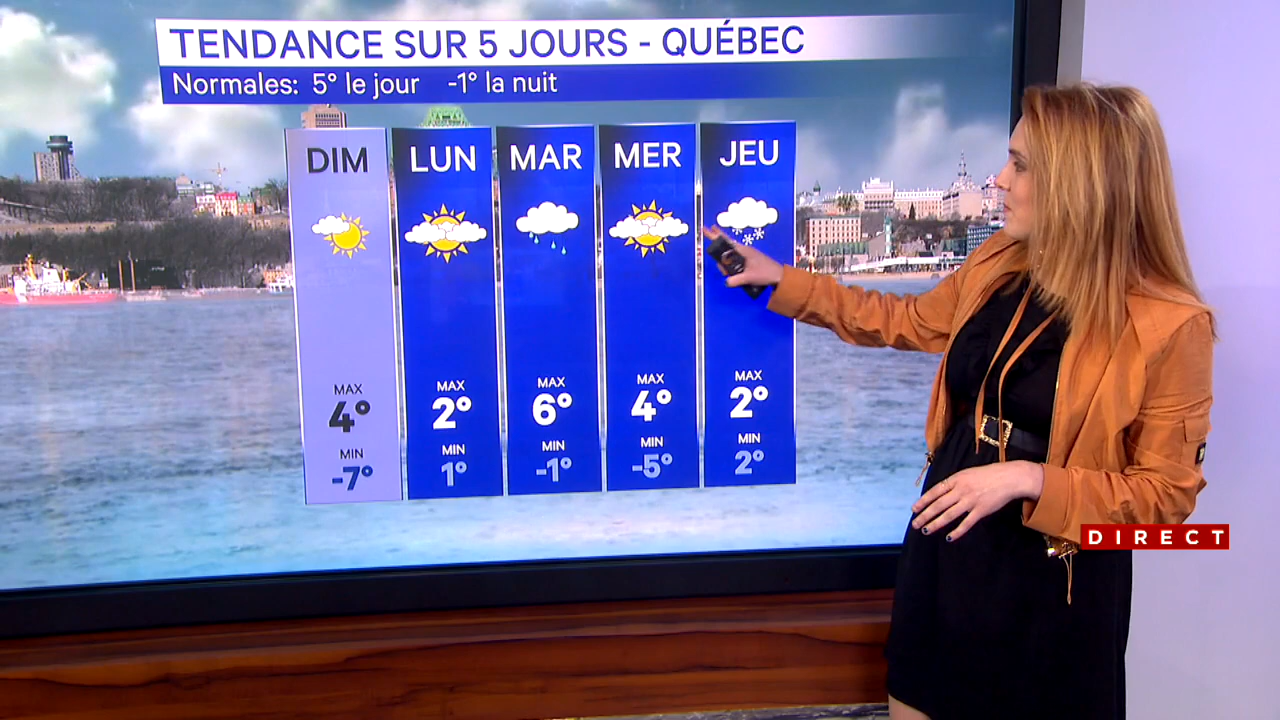 TENDANCE SUR 5 JOURS - QUÉBEC
Normales: 5° le jour -1° la nuit
DIM LUN MAR MER JEU
MAX MAX MAX MAX MAX
4° 2° 6° 4° 2°
MIN MIN MIN MIN MIN
-7° 1° -1° -5° 2°
DIRECT